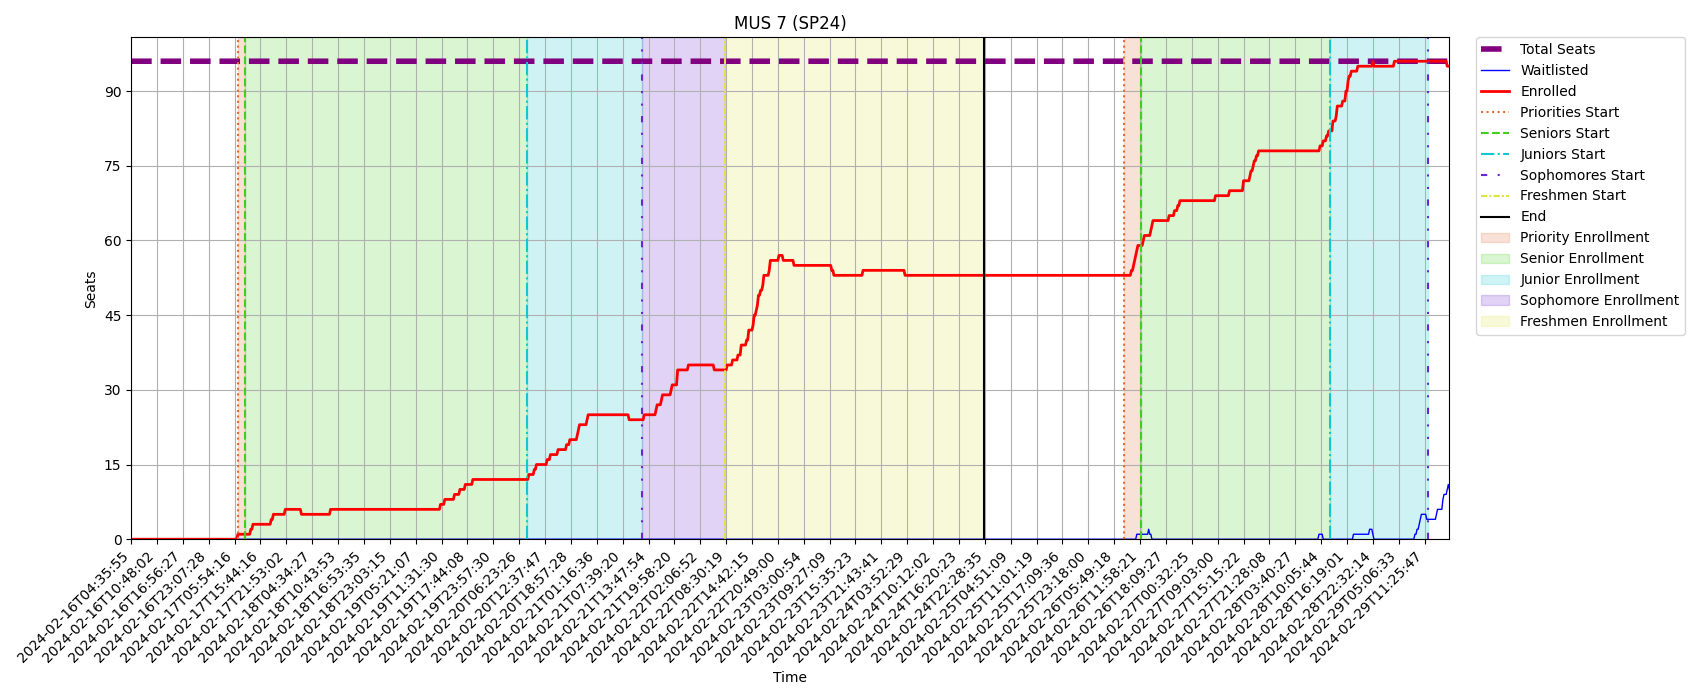 MUS 7 (SP24)
Total Seats
Waitlisted
Enrolled
Priorities Start
Seniors Start
Juniors Start
Sophomores Start
Freshmen Start
End
Priority Enrollment
Senior Enrollment
Junior Enrollment
Sophomore Enrollment
Freshmen Enrollment
Seats
90
75
60
45
30
15
0
2024-02-16T04:35:55
2024-02-16T10:48:02
2024-02-16T16:56:27
2024-02-16T23:07:28
2024-02-17T05:54:16
2024-02-17T15:44:16
2024-02-17T21:53:02
2024-02-18T04:34:27
2024-02-18T10:43:53
2024-02-18T16:53:35
2024-02-18T23:03:15
2024-02-19T05:21:07
2024-02-19T11:31:30
2024-02-19T17:44:08
2024-02-19T23:57:30
2024-02-20T06:23:26
2024-02-20T12:37:47
2024-02-20T18:57:28
2024-02-21T01:16:36
2024-02-21T07:39:20
2024-02-21T13:47:54
2024-02-21T19:58:20
2024-02-22T02:06:52
2024-02-22T08:30:19
2024-02-22T14:42:15
2024-02-22T20:49:00
2024-02-23T03:00:54
2024-02-23T09:27:09
2024-02-23T15:35:23
2024-02-23T21:43:41
2024-02-24T03:52:29
2024-02-24T10:12:02
2024-02-24T16:20:23
2024-02-24T22:28:35
2024-02-25T04:51:09
2024-02-25T11:01:19
2024-02-25T17:09:36
2024-02-25T23:18:00
2024-02-26T05:49:18
2024-02-26T11:58:21
2024-02-26T18:09:27
2024-02-27T00:32:25
2024-02-27T09:03:00
2024-02-27T15:15:22
2024-02-27T21:28:09
2024-02-28T03:40:27
2024-02-28T10:05:44
2024-02-28T16:19:01
2024-02-28T22:32:14
2024-02-29T05:06:33
2024-02-29T11:25:47
Time